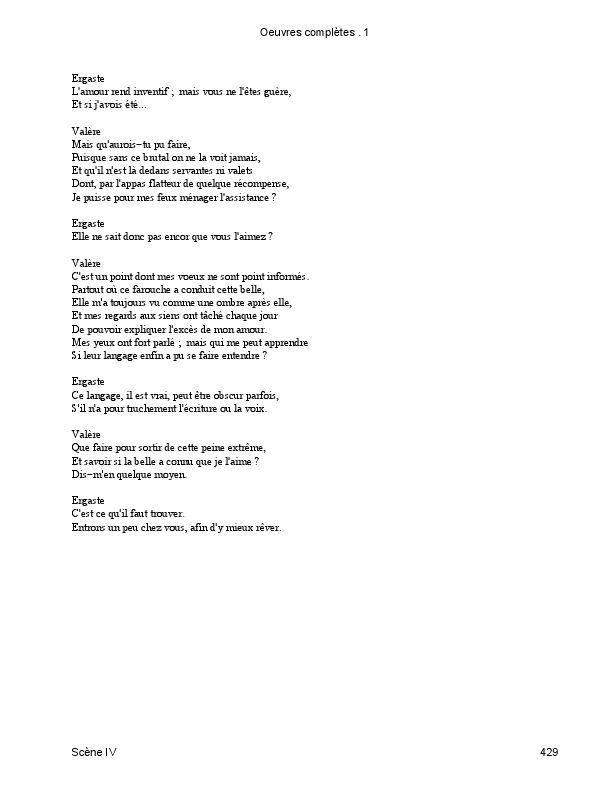 Oeuvres complètes . 1
Ergaste
L'amour rend inventif ; mais vous ne l'êtes guère,
Et si j'avois été...
Valère
Mais qu'aurois-tu pu faire,
Puisque sans ce brutal on ne la voit jamais,
Et qu'il n'est là dedans servantes ni valets
Dont, par l'appas flatteur de quelque récompense,
Je puisse pour mes feux ménager l'assistance ?
Ergaste
Elle ne sait donc pas encor que vous l'aimez ?
Valère
C'est un point dont mes voeux ne sont point informés.
Partout où ce farouche a conduit cette belle,
Elle m'a toujours vu comme une ombre après elle,
Et mes regards aux siens ont tâché chaque jour
De pouvoir expliquer l'excès de mon amour.
Mes yeux ont fort parlé ; mais qui me peut apprendre
Si leur langage enfin a pu se faire entendre ?
Ergaste
Ce langage, il est vrai, peut être obscur parfois,
S'il n'a pour truchement l'écriture ou la voix.
Valère
Que faire pour sortir de cette peine extrême,
Et savoir si la belle a connu que je l'aime ?
Dis-m'en quelque moyen.
Ergaste
C'est ce qu'il faut trouver.
Entrons un peu chez vous, afin d'y mieux rêver.
Scène IV 429